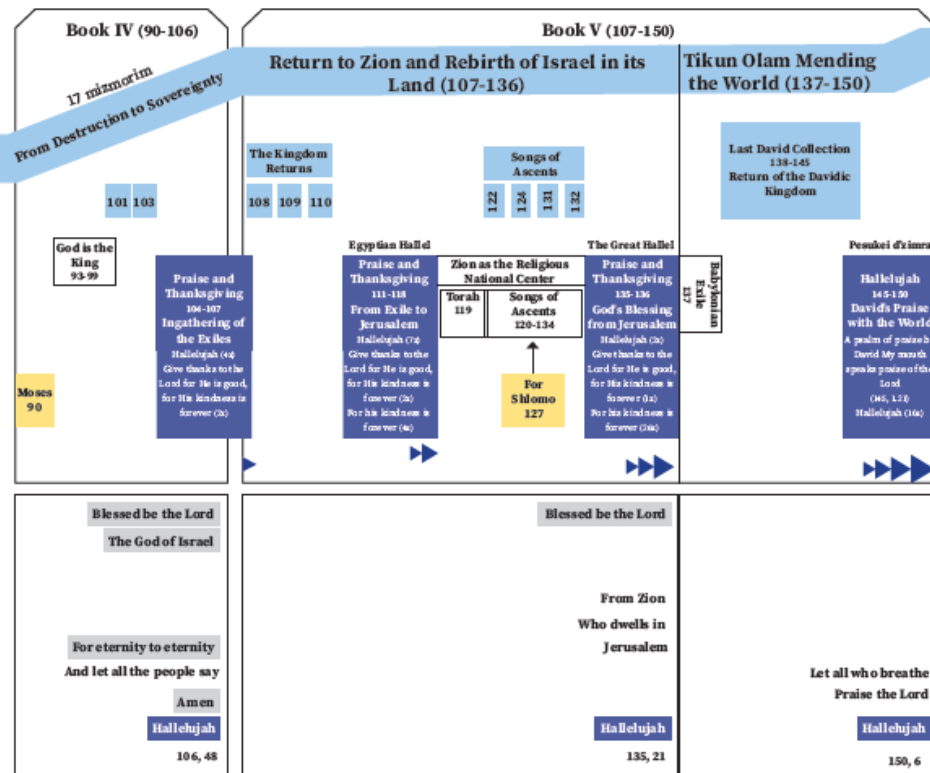 Book IV (90-106)
17 mizmorim
From Destruction to Sovereignty
101
103
God is the
King
93-99
Moses
90
Praise and
Thanksgiving
104-107
Ingathering of
the Exiles
Hallelujah (4x)
Give thanks to the
Lord for He is good,
for His kindness is
forever (2x)
Book V (107-150)
Return to Zion and Rebirth of Israel in its
Land (107-136)
The Kingdom
Returns
108
109
110
Songs of
Ascents
122
124
131
132
Egyptian Hallel
Praise and
Thanksgiving
111-118
From Exile to
Jerusalem
Hallelujah (7x)
Give thanks to the
Lord for He is good,
for His kindness is
forever (2x)
For his kindness is
forever (4x)
Zion as the Religious
National Center
Torah
119
Songs of
Ascents
120-134
For
Shlomo
127
The Great Hallel
Praise and
Thanksgiving
135-136
God's Blessing
from Jerusalem
Hallelujah (2x)
Give thanks to the
Lord for He is good,
for His kindness is
forever (1x)
For his kindness is
forever (26x)
Tikun Olam Mending
the World (137-150)
Last David Collection
138-145
Return of the Davidic
Kingdom
Babylonian
Exile
137
Pesukei d'zimra
Hallelujah
145-150
David's Praise
with the World
A psalm of praise b
David My mouth
speaks praise of the
Lord
(145, 1.21)
Hallelujah (10x)
Blessed be the Lord
The God of Israel
For eternity to eternity
And let all the people say
Amen
Hallelujah
106, 48
Blessed be the Lord
From Zion
Who dwells in
Jerusalem
Hallelujah
135, 21
Let all who breathe
Praise the Lord
Hallelujah
150, 6